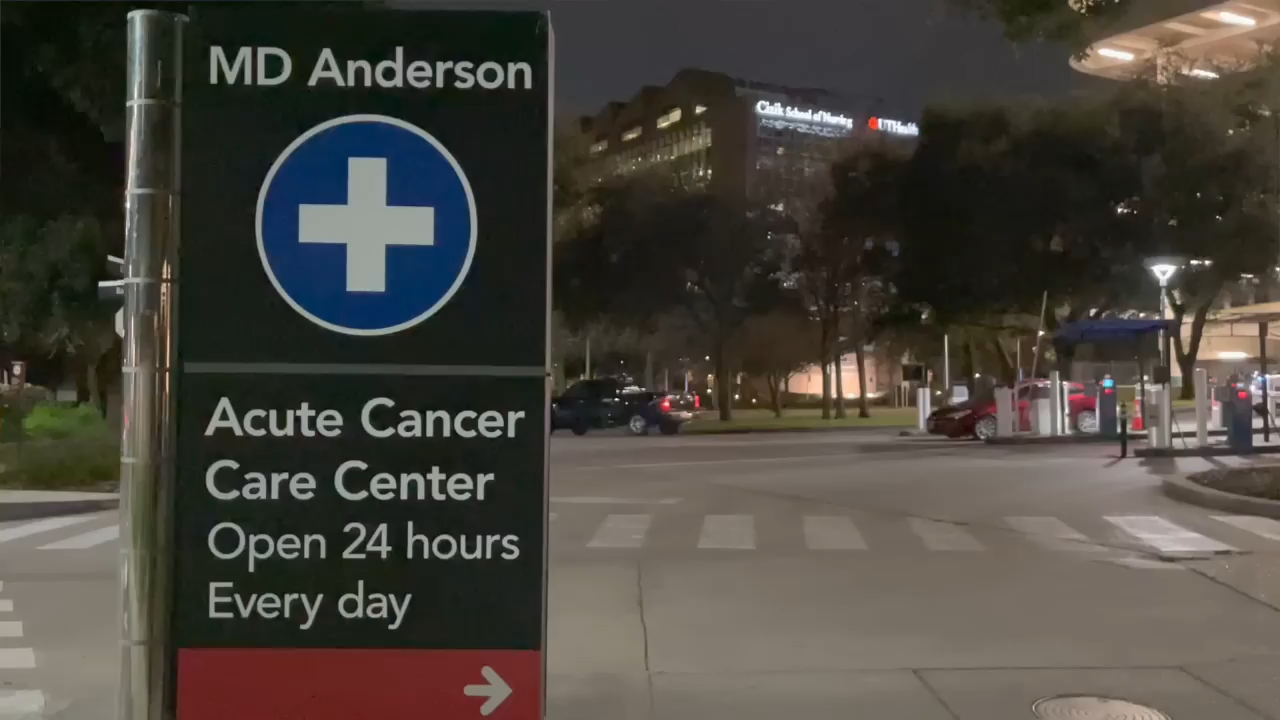 MD Anderson
Acute Cancer
Care Center
Open 24 hours
Every day
Cizik School of Nursing
UTHealth